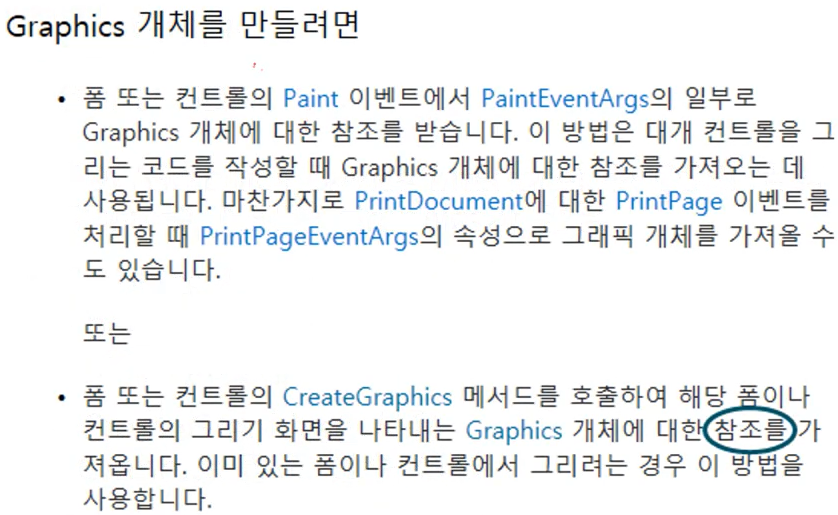 Graphics 개체를 만들려면
• 폼 또는 컨트롤의 Paint 이벤트에서 PaintEventArgs의 일부로
Graphics 개체에 대한 참조를 받습니다. 이 방법은 대개 컨트롤을 그
리는 코드를 작성할 때 Graphics 개체에 대한 참조를 가져오는 데
사용됩니다. 마찬가지로 PrintDocument에 대한 PrintPage 이벤트를
처리할 때 PrintPageEventArgs의 속성으로 그래픽 개체를 가져올 수
도 있습니다.
또는
• 폼 또는 컨트롤의 CreateGraphics 메서드를 호출하여 해당 폼이나
컨트롤의 그리기 화면을 나타내는 Graphics 개체에 대한 참조를 가
져옵니다. 이미 있는 폼이나 컨트롤에서 그리려는 경우 이 방법을
사용합니다.